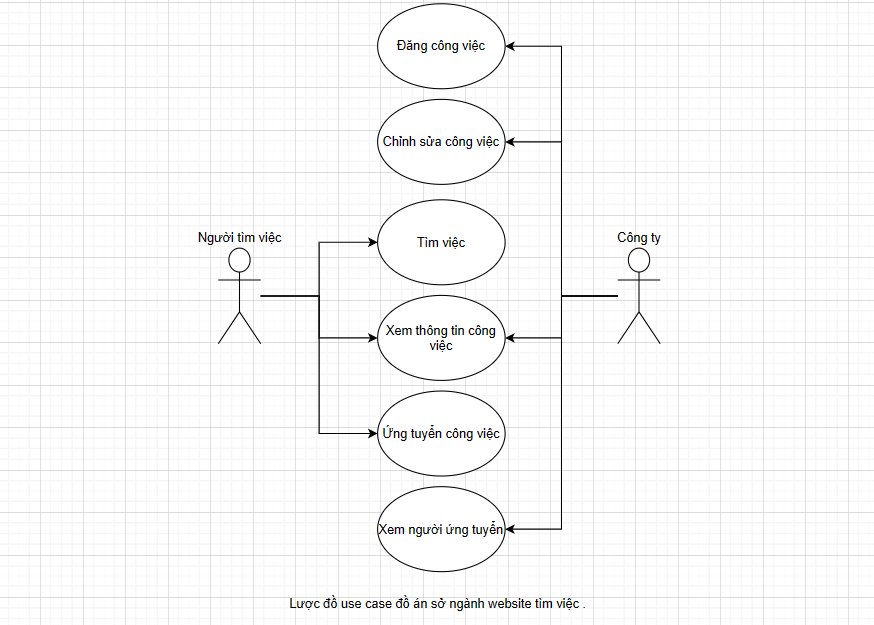 Đăng công việc
Chỉnh sửa công việc
Người tìm việc
Tìm việc
Công ty
Xem thông tin công
việc
Ứng tuyển công việc
Xem người ứng tuyển
Lược đồ use case đồ án sở ngành website tìm việc .